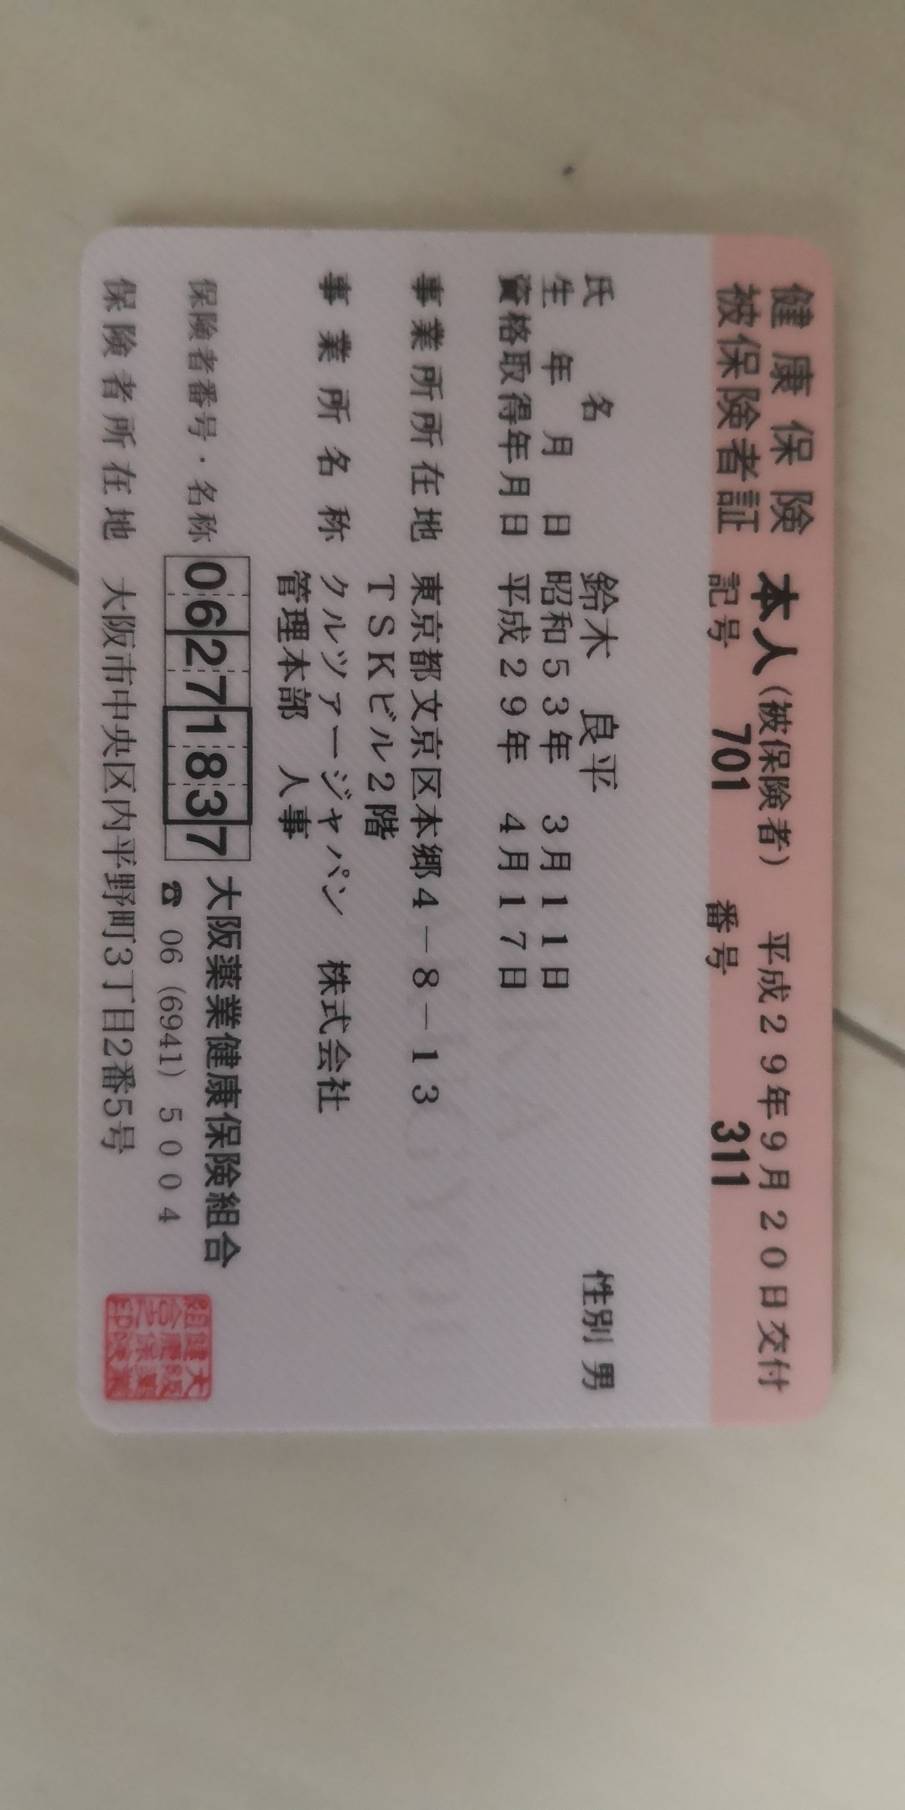 健康保険 本人(被保険者) 平成29年9月20日交付
被保険者証 記号 701 番号 311
氏名 鈴木 良平 性別 男
生年月日 昭和53年 3月11日
資格取得年月日 平成29年 4月17日
事業所所在地 東京都文京区本郷4-8-13
TSKビル2階
事業所名称 クルツァージャパン 株式会社
管理本部 人事
保険者番号・名称 06271837 大阪薬業健康保険組合
☎ 06 (6941) 5004
保険者所在地 大阪市中央区内平野町3丁目2番5号